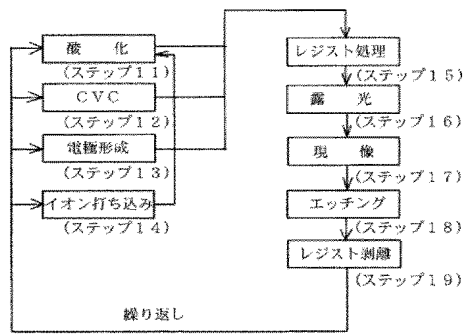 酸化
(ステップ11)
CVC
(ステップ12)
電極形成
(ステップ13)
イオン打ち込み
(ステップ14)
レジスト処理
(ステップ15)
露光
(ステップ16)
現像
(ステップ17)
エッチング
(ステップ18)
レジスト剥離
(ステップ19)
繰り返し